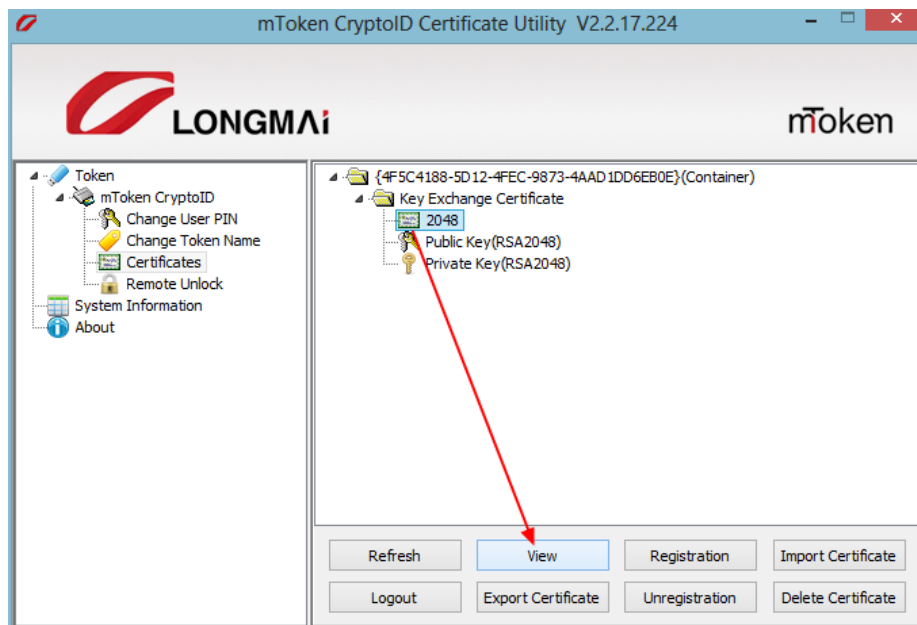 mToken CryptoID Certificate Utility V2.2.17.224
LONGMAi
mToken
Token
mToken CryptoID
Change User PIN
Change Token Name
Certificates
Remote Unlock
System Information
About
{4F5C4188-5D12-4FEC-9873-4AAD1DD6EB0E}(Container)
Key Exchange Certificate
2048
Public Key(RSA2048)
Private Key(RSA2048)
Refresh View Registration Import Certificate
Logout Export Certificate Unregistration Delete Certificate